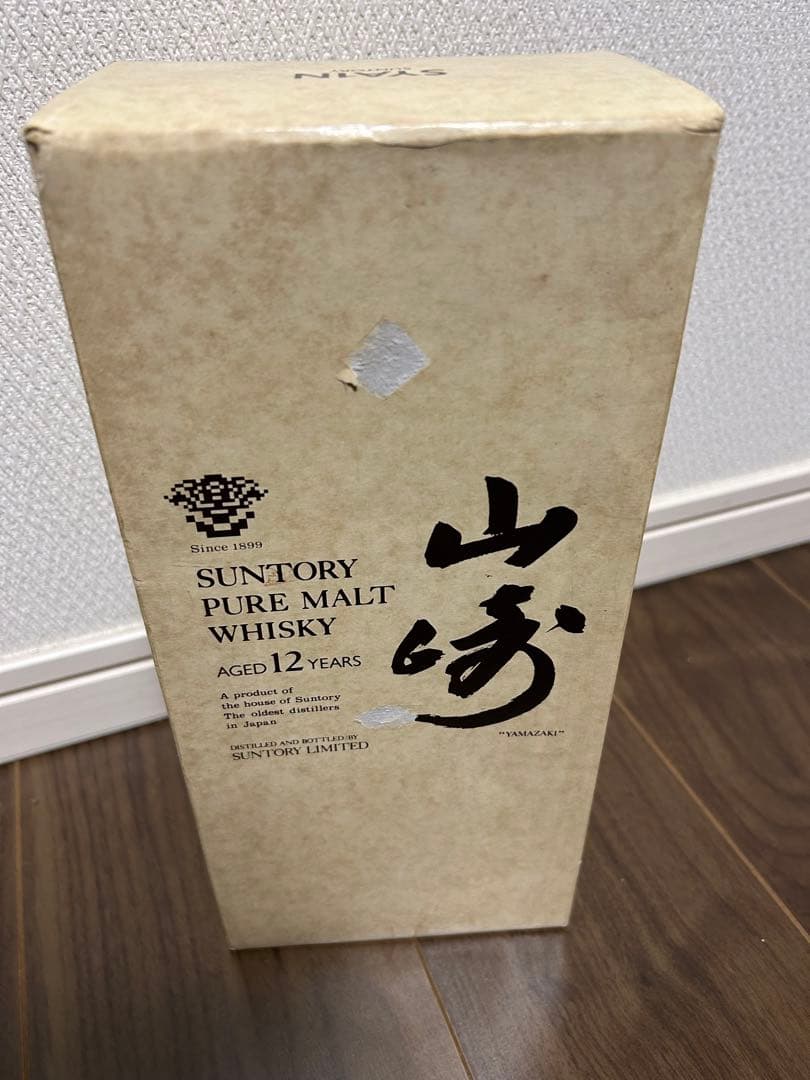 Since 1899
SUNTORY
PURE MALT
WHISKY
AGED 12 YEARS
A product of
the house of Suntory
The oldest distillers
in Japan
DISTILLED AND BOTTLED BY
SUNTORY LIMITED
山崎
"YAMAZAKI"